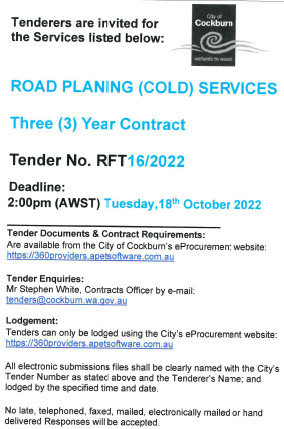 Tenderers are invited for
the Services listed below:
City of
Cockburn
wetlands to waves
ROAD PLANING (COLD) SERVICES
Three (3) Year Contract
Tender No. RFT16/2022
Deadline:
2:00pm (AWST) Tuesday,18th October 2022
Tender Documents & Contract Requirements:
Are available from the City of Cockburn's eProcurement website:
https://360providers.apetsoftware.com.au
Tender Enquiries:
Mr Stephen White, Contracts Officer by e-mail:
tenders@cockburn.wa.gov.au
Lodgement:
Tenders can only be lodged using the City's eProcurement website:
https://360providers.apetsoftware.com.au
All electronic submissions files shall be clearly named with the City's
Tender Number as stated above and the Tenderer's Name; and
lodged by the specified time and date.
No late, telephoned, faxed, mailed, electronically mailed or hand
delivered Responses will be accepted.